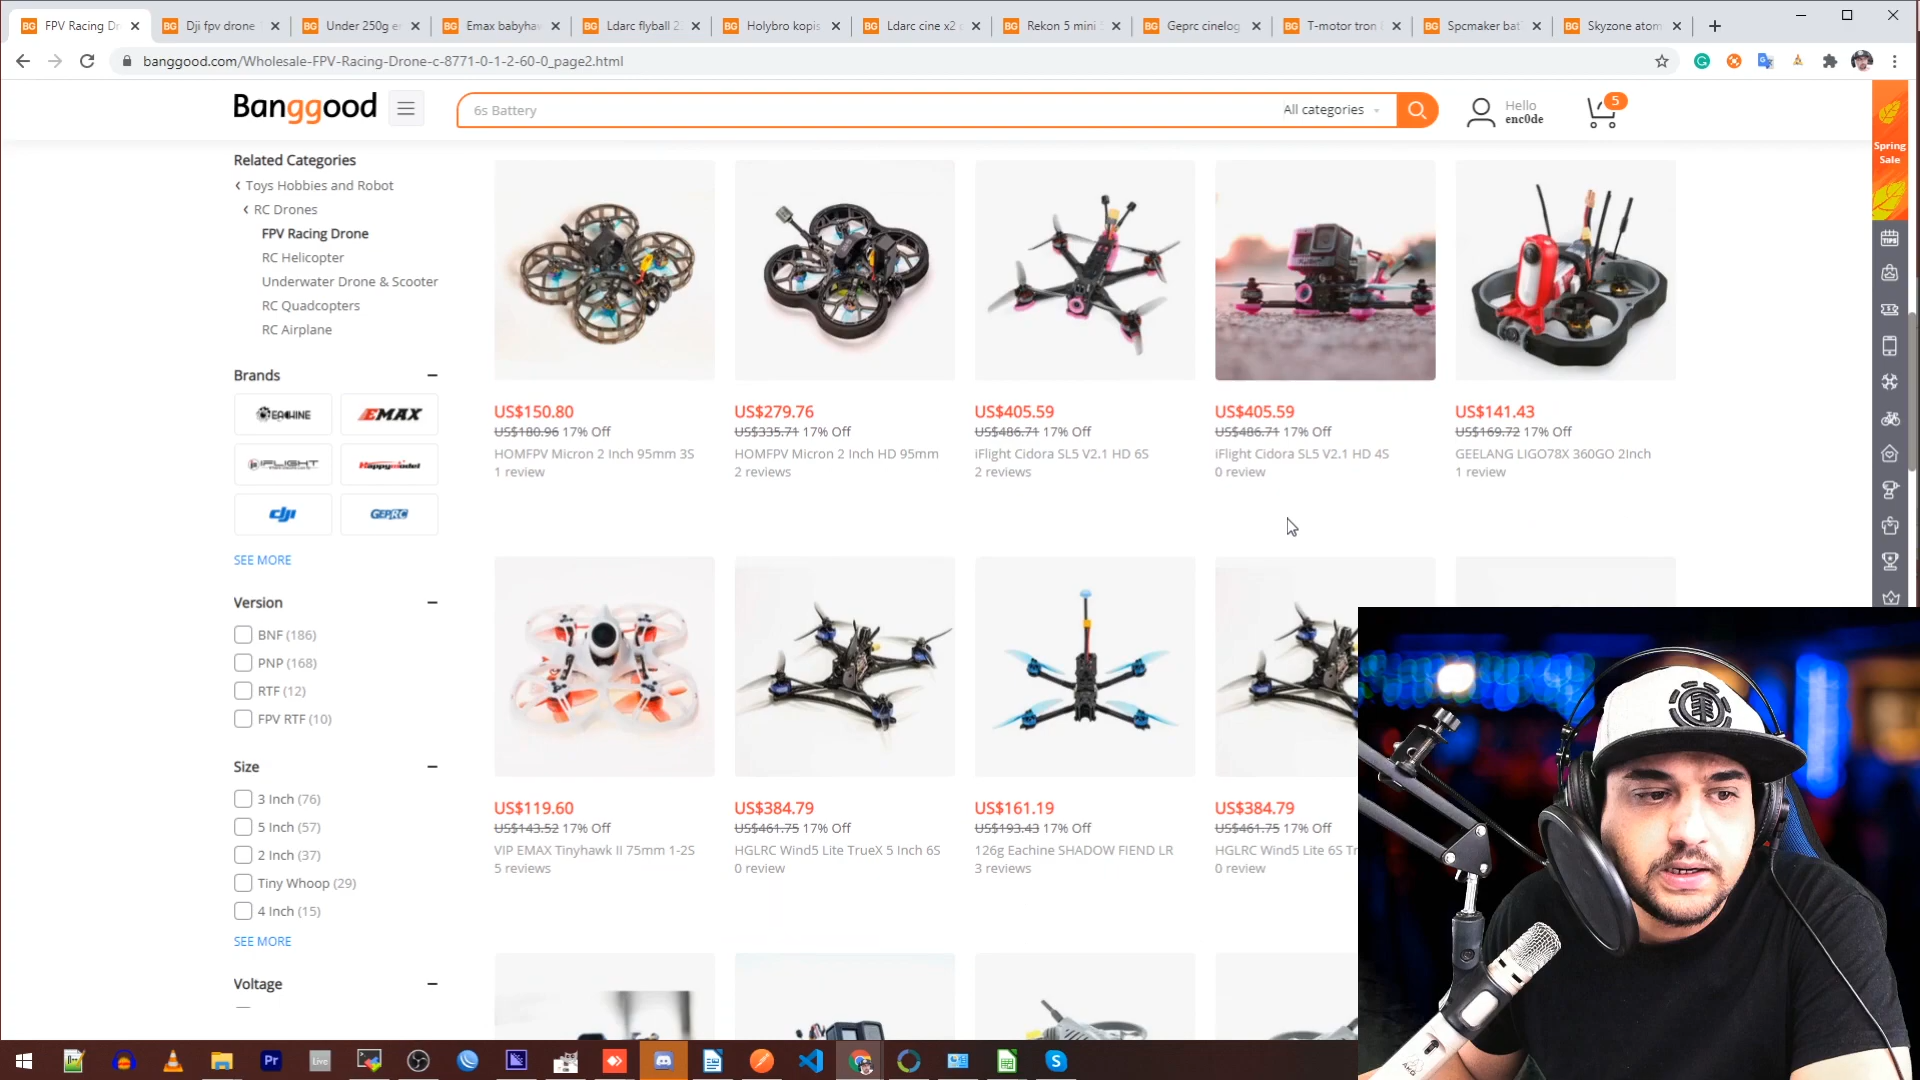 FPV Racing Dr
Dji fpv drone
Under 250g e
Emax babyha
Ldarc flyball 2
Holybro kopis
Ldarc cine x2
Rekon 5 mini
Geprc cinelog
T-motor tron
Spcmaker bat
Skyzone atom
banggood.com/Wholesale-FPV-Racing-Drone-c-8771-0-1-2-60-0_page2.html
Banggood
6s Battery
All categories
Hello
enc0de
5
Spring
Sale
TIPS
Related Categories
Toys Hobbies and Robot
RC Drones
FPV Racing Drone
RC Helicopter
Underwater Drone & Scooter
RC Quadcopters
RC Airplane
Brands
EACHINE
EMAX
iFLIGHT
Happymodel
dji
GEPRC
SEE MORE
Version
BNF (186)
PNP (168)
RTF (12)
FPV RTF (10)
Size
3 Inch (76)
5 Inch (57)
2 Inch (37)
Tiny Whoop (29)
4 Inch (15)
SEE MORE
Voltage
US$150.80
US$180.96 17% Off
HOMFPV Micron 2 Inch 95mm 3S
1 review
US$279.76
US$335.71 17% Off
HOMFPV Micron 2 Inch HD 95mm
2 reviews
US$405.59
US$486.71 17% Off
iFlight Cidora SL5 V2.1 HD 6S
2 reviews
US$405.59
US$486.71 17% Off
iFlight Cidora SL5 V2.1 HD 4S
0 review
US$141.43
US$169.72 17% Off
GEELANG LIGO78X 360GO 2Inch
1 review
US$119.60
US$143.52 17% Off
VIP EMAX Tinyhawk II 75mm 1-2S
5 reviews
US$384.79
US$461.75 17% Off
HGLRC Wind5 Lite TrueX 5 Inch 6S
0 review
US$161.19
US$193.43 17% Off
126g Eachine SHADOW FIEND LR
3 reviews
US$384.79
US$461.75 17% Off
HGLRC Wind5 Lite 6S Tr
0 review
Pr
Live
AKG